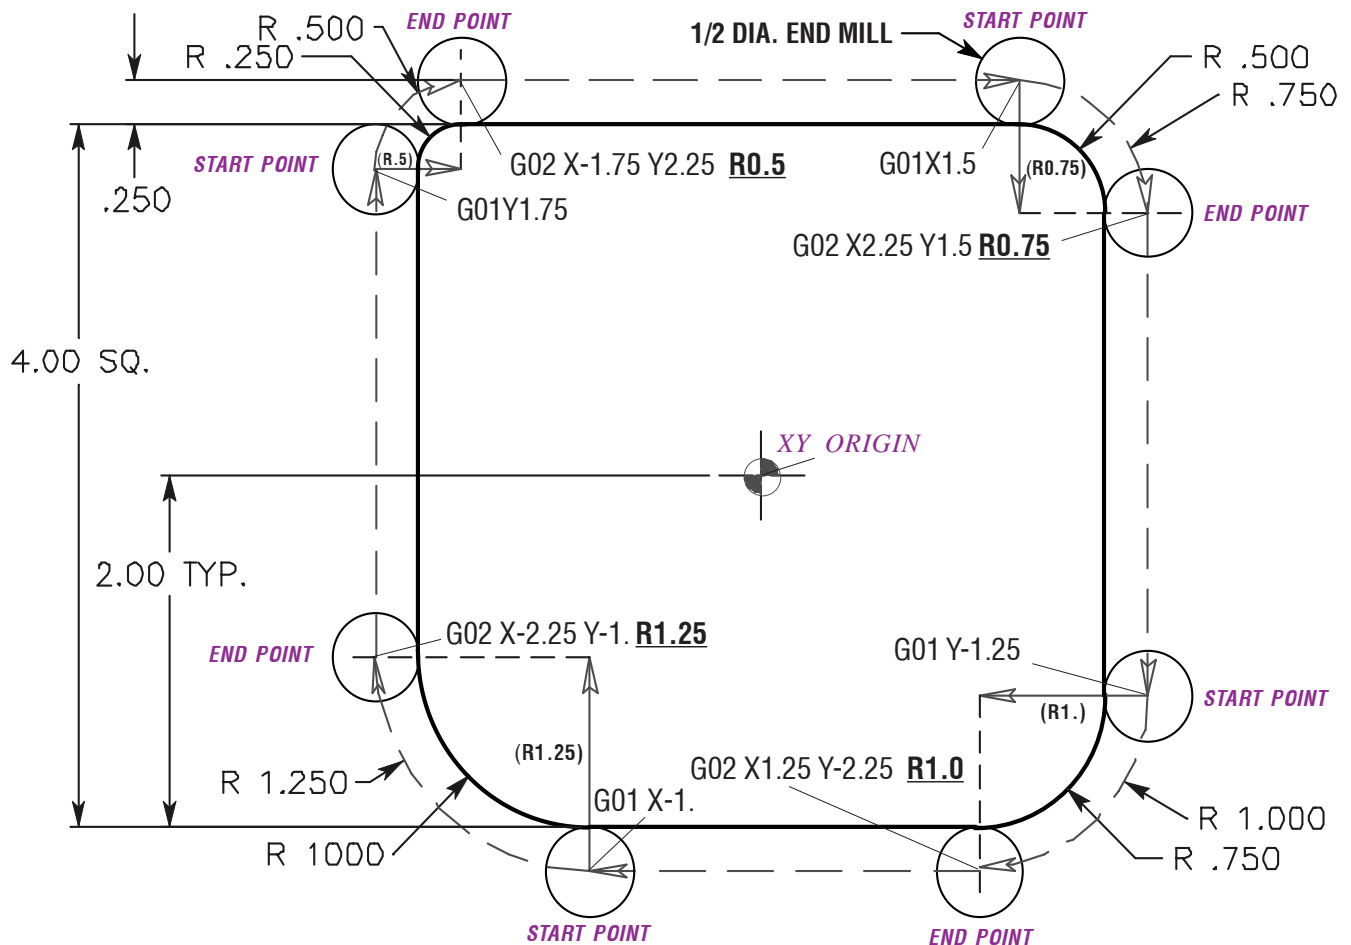 END POINT
START POINT
R .500
1/2 DIA. END MILL
R .250
R .500
R .750
START POINT
(R.5)
G02 X-1.75 Y2.25 R0.5
G01X1.5
(R0.75)
.250
G01Y1.75
END POINT
G02 X2.25 Y1.5 R0.75
4.00 SQ.
XY ORIGIN
2.00 TYP.
G02 X-2.25 Y-1. R1.25
END POINT
G01 Y-1.25
START POINT
(R1.)
(R1.25)
G02 X1.25 Y-2.25 R1.0
R 1.250
G01 X-1.
R 1.000
R 1000
R .750
START POINT
END POINT